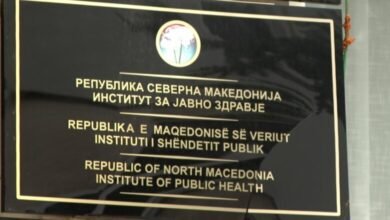 РЕПУБЛИКА СЕВЕРНА МАКЕДОНИЈА
ИНСТИТУТ ЗА ЈАВНО ЗДРАВЈЕ
REPUBLIKA E MAQEDONISË SË VERIUT
INSTITUTI I SHËNDETIT PUBLIK
REPUBLIC OF NORTH MACEDONIA
INSTITUTE OF PUBLIC HEALTH